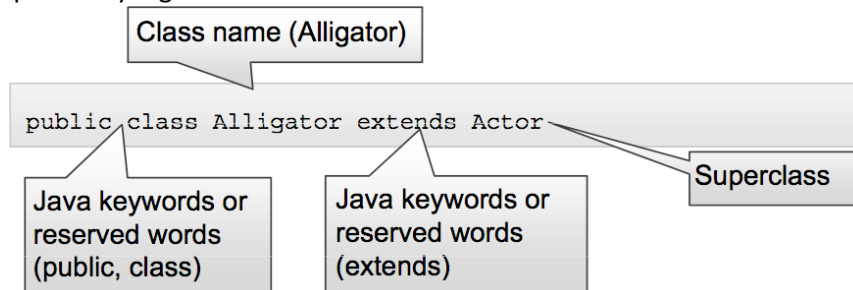 Class name (Alligator)
public class Alligator extends Actor
Superclass
Java keywords or
reserved words
(public, class)
Java keywords or
reserved words
(extends)